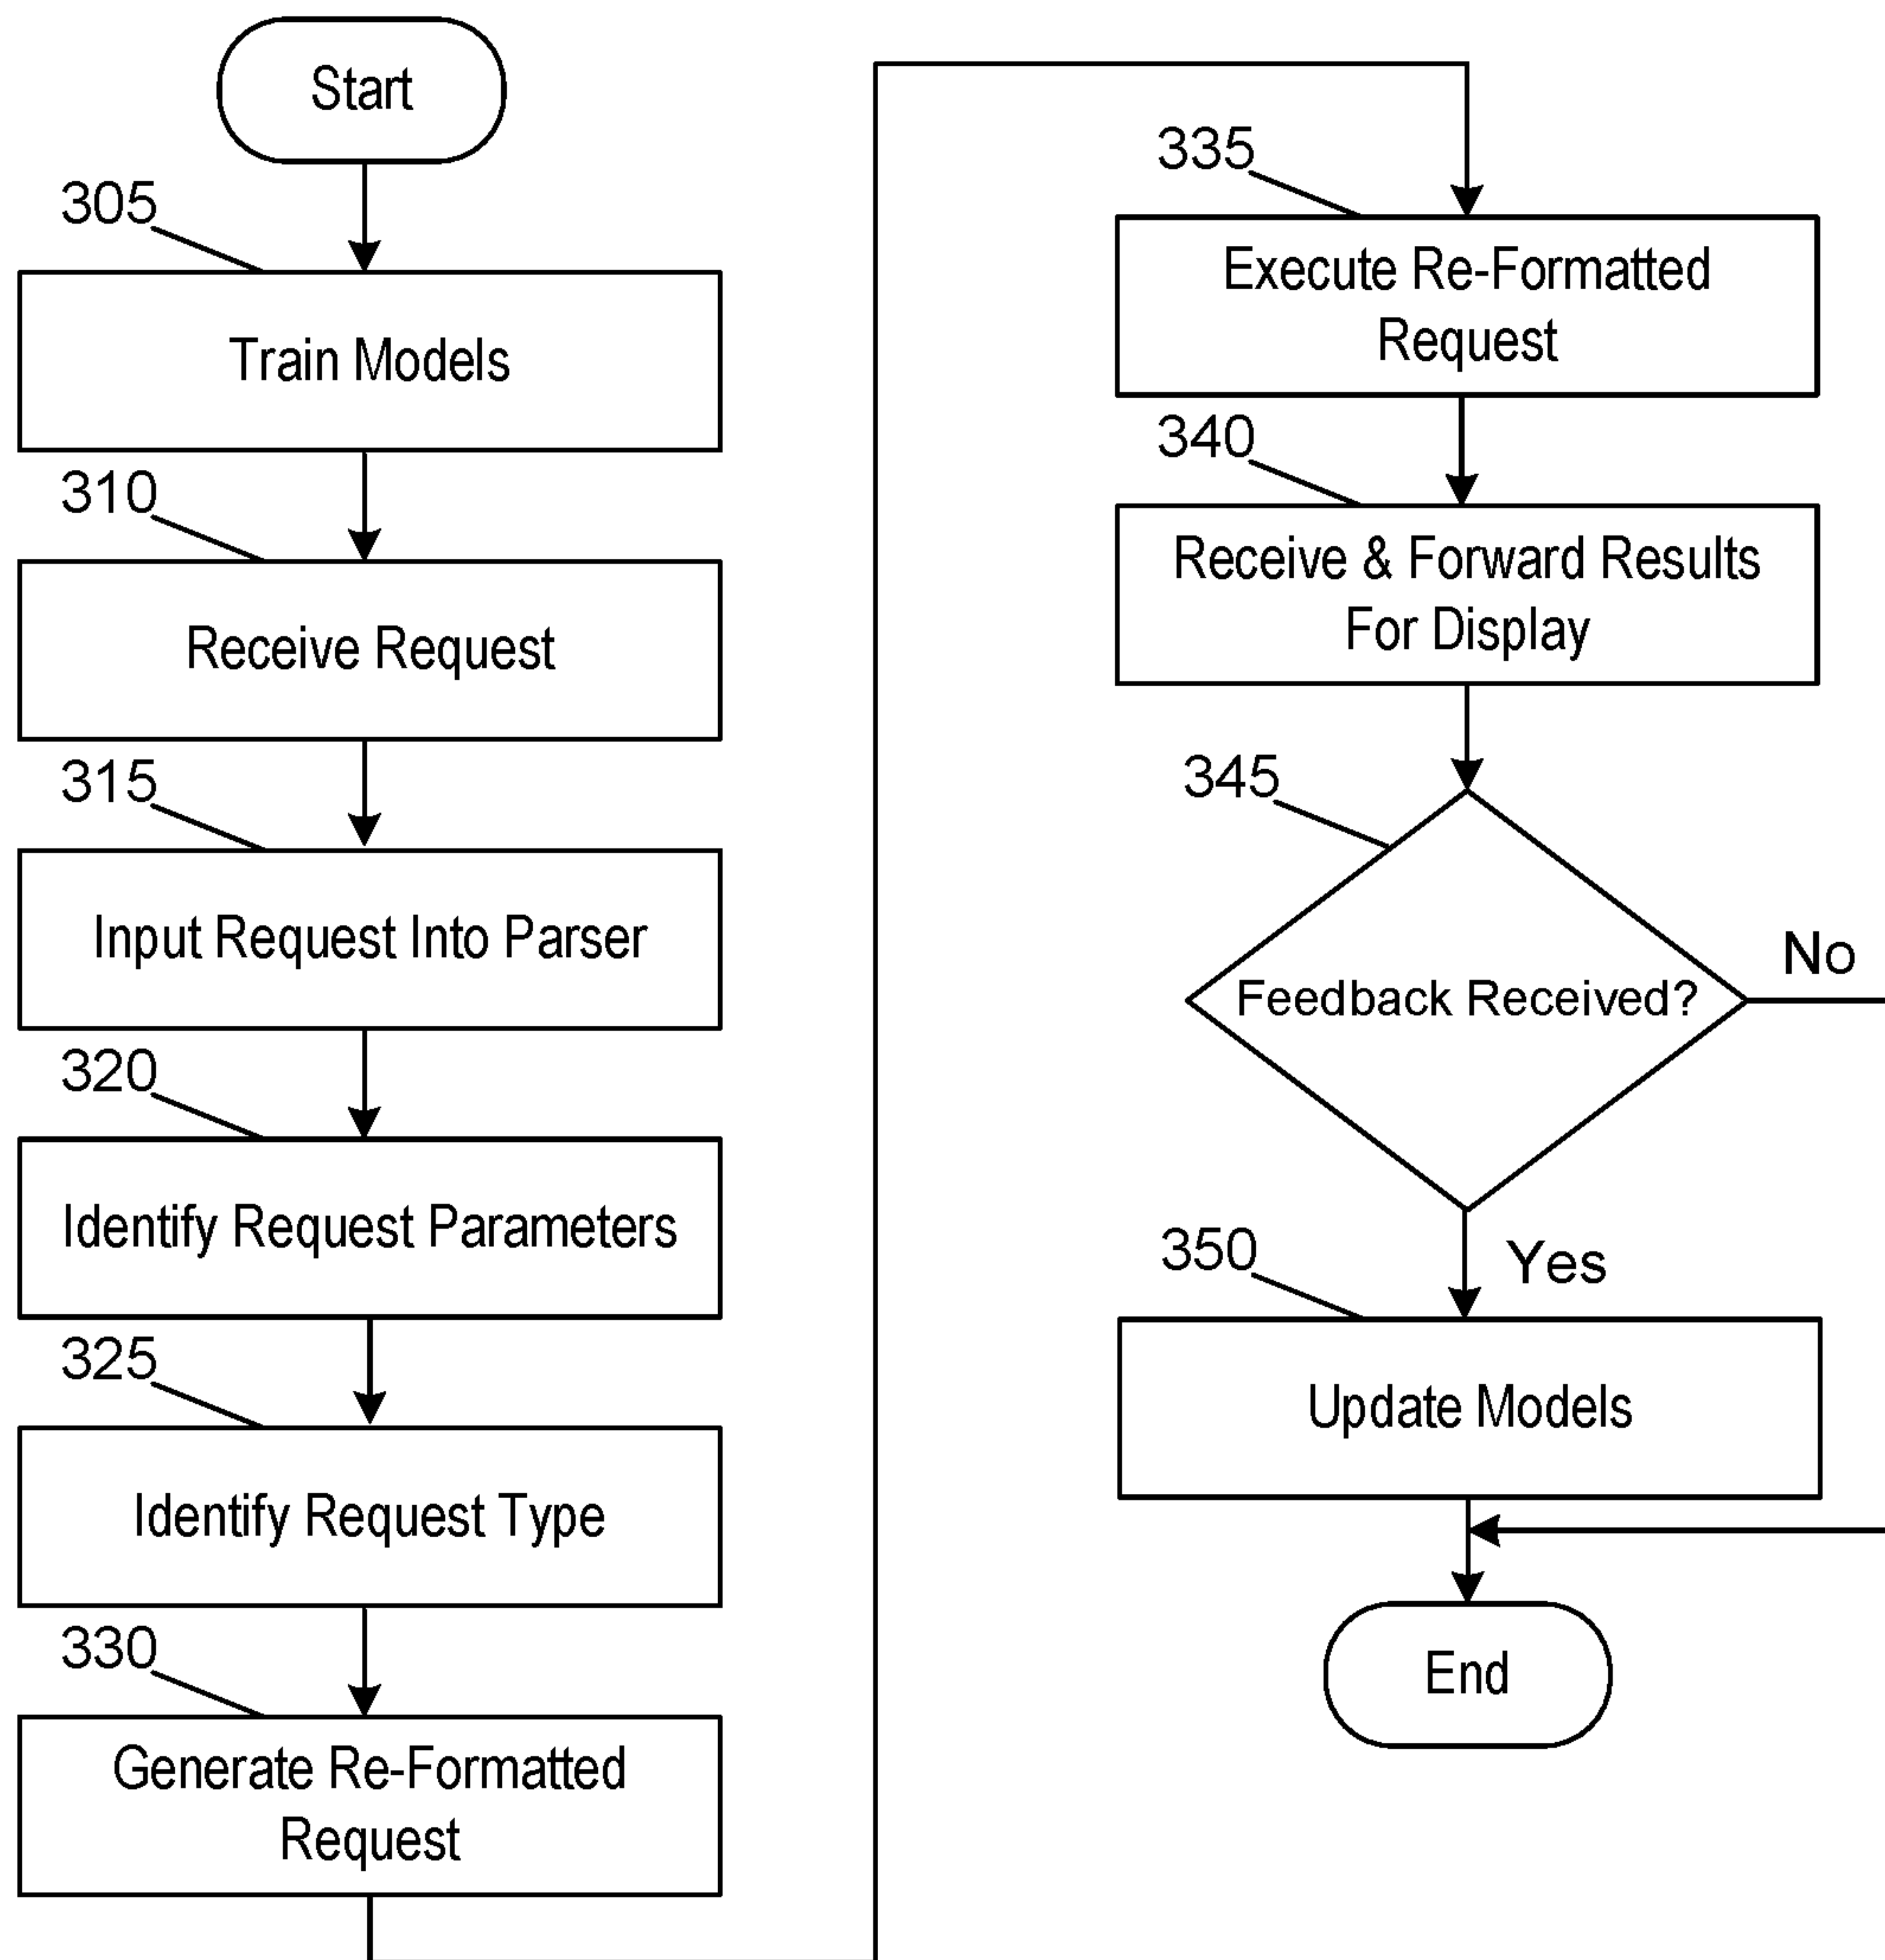 Start
305
Train Models
310
Receive Request
315
Input Request Into Parser
320
Identify Request Parameters
325
Identify Request Type
330
Generate Re-Formatted
Request
335
Execute Re-Formatted
Request
340
Receive & Forward Results
For Display
345
Feedback Received?
No
Yes
350
Update Models
End